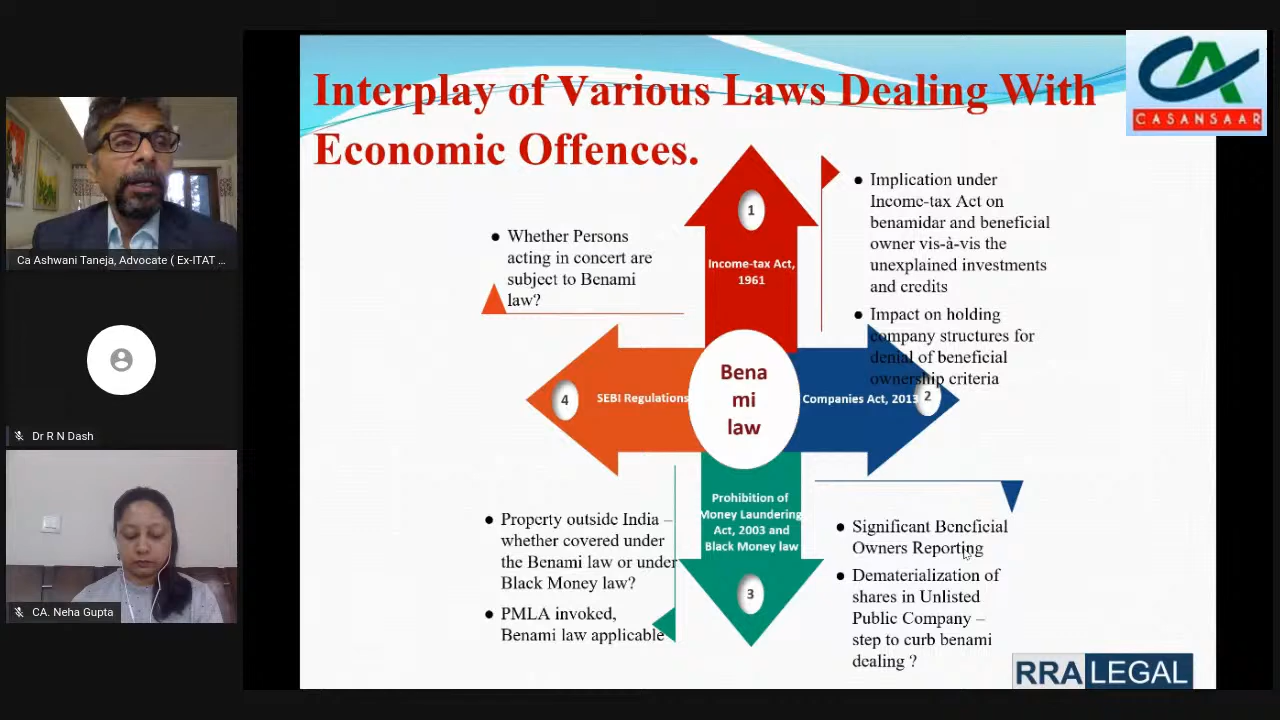 Interplay of Various Laws Dealing With
Economic Offences.
CA
CASANSAAR
1
Income-tax Act,
1961
● Implication under
Income-tax Act on
benamidar and beneficial
owner vis-à-vis the
unexplained investments
and credits
● Impact on holding
company structures for
denial of beneficial
ownership criteria
● Whether Persons
acting in concert are
subject to Benami
law?
4
SEBI Regulations
Bena
mi
law
Companies Act, 2013
2
Prohibition of
Money Laundering
Act, 2003 and
Black Money law
3
● Property outside India –
whether covered under
the Benami law or under
Black Money law?
● PMLA invoked,
Benami law applicable
● Significant Beneficial
Owners Reporting
● Dematerialization of
shares in Unlisted
Public Company –
step to curb benami
dealing ?
RRA LEGAL
Ca Ashwani Taneja, Advocate ( Ex-ITAT ...
Dr R N Dash
CA. Neha Gupta